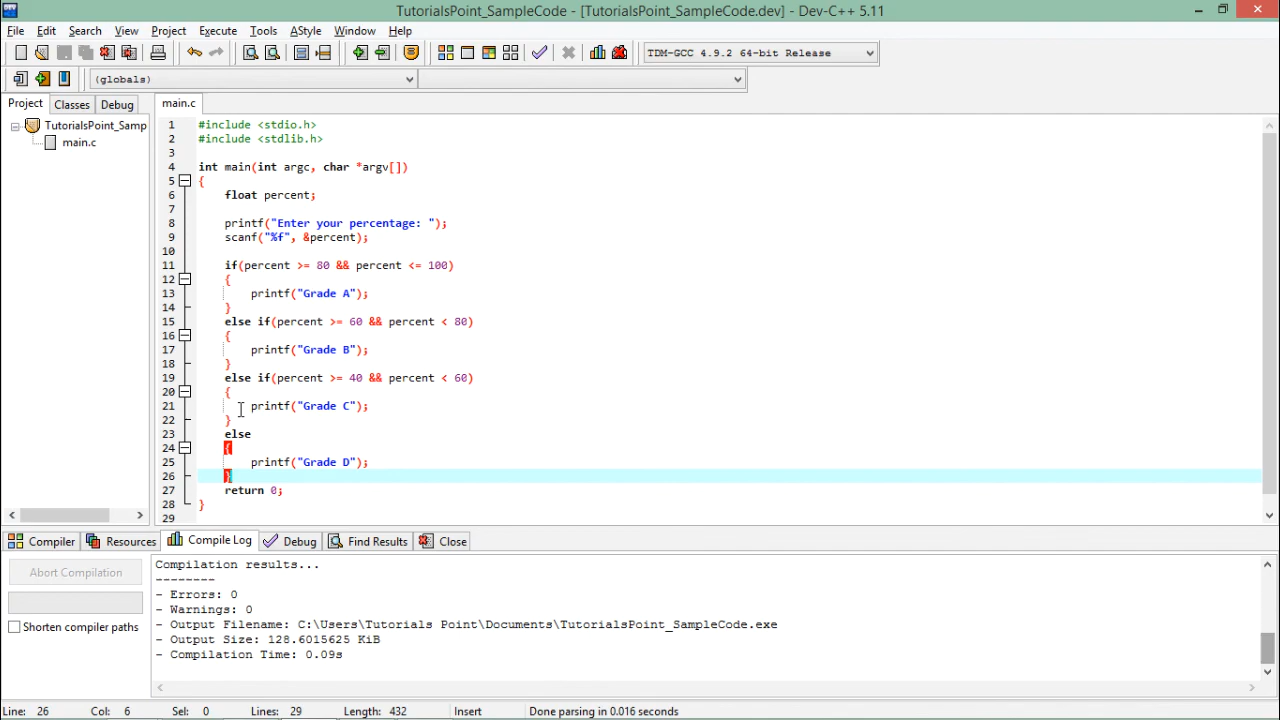 TutorialsPoint_SampleCode - [TutorialsPoint_SampleCode.dev] - Dev-C++ 5.11
File Edit Search View Project Execute Tools AStyle Window Help
TDM-GCC 4.9.2 64-bit Release
(globals)
Project Classes Debug
main.c
TutorialsPoint_Samp
main.c
1 #include <stdio.h>
2 #include <stdlib.h>
3
4 int main(int argc, char *argv[])
5 {
6 float percent;
7
8 printf("Enter your percentage: ");
9 scanf("%f", &percent);
10
11 if(percent >= 80 && percent <= 100)
12 {
13 printf("Grade A");
14 }
15 else if(percent >= 60 && percent < 80)
16 {
17 printf("Grade B");
18 }
19 else if(percent >= 40 && percent < 60)
20 {
21 printf("Grade C");
22 }
23 else
24 {
25 printf("Grade D");
26 }
27 return 0;
28 }
29
Compiler Resources Compile Log Debug Find Results Close
Abort Compilation
Shorten compiler paths
Compilation results...
--------
- Errors: 0
- Warnings: 0
- Output Filename: C:\Users\Tutorials Point\Documents\TutorialsPoint_SampleCode.exe
- Output Size: 128.6015625 KiB
- Compilation Time: 0.09s
Line: 26 Col: 6 Sel: 0 Lines: 29 Length: 432 Insert Done parsing in 0.016 seconds